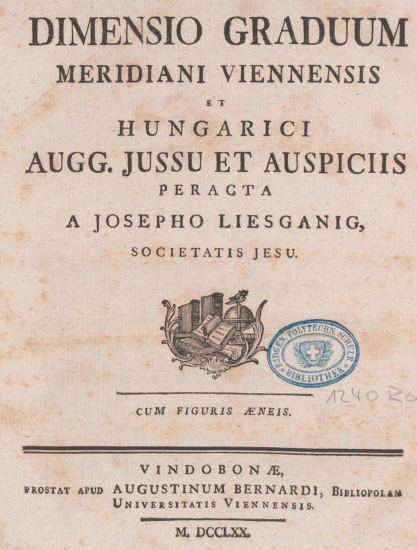 DIMENSIO GRADUUM
MERIDIANI VIENNENSIS
ET
HUNGARICI
AUGG. JUSSU ET AUSPICIIS
PERACTA
A JOSEPHO LIESGANIG,
SOCIETATIS JESU.
EIDGEN. POLYTECHN. SCHULE
BIBLIOTHEK
1240
CUM FIGURIS ÆNEIS.
VINDOBONÆ,
PROSTAT APUD AUGUSTINUM BERNARDI, BIBLIOPOLAM
UNIVERSITATIS VIENNENSIS.
M. DCCLXX.